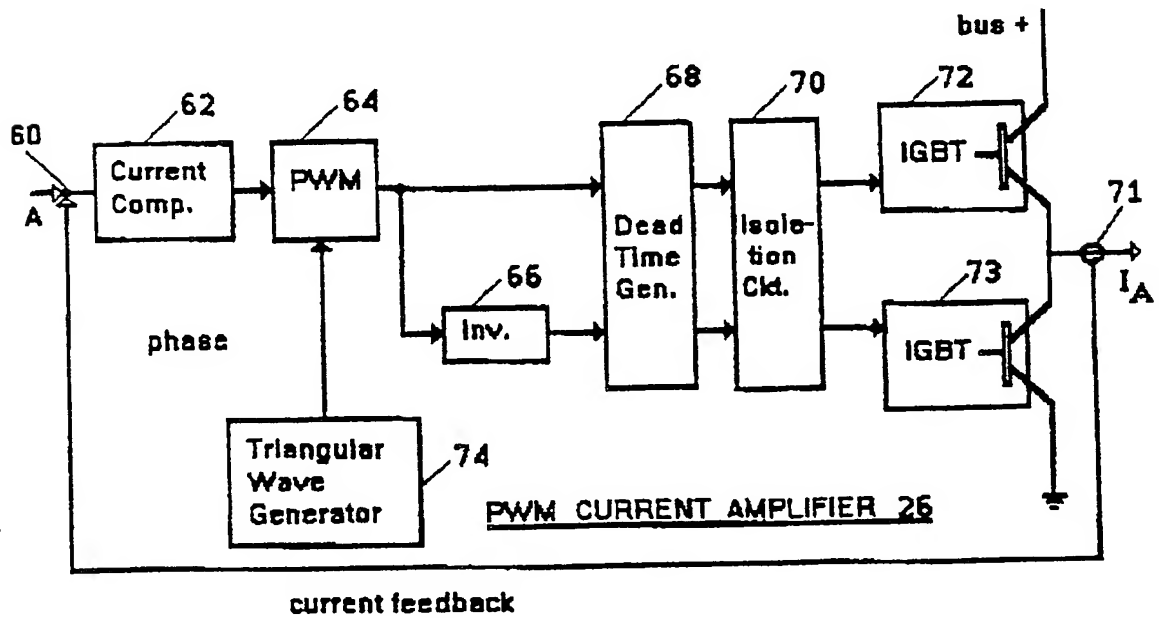 bus +
60
62
64
68
70
72
Current
Comp.
PWM
IGBT
A
71
Dead
Time
Gen.
Isola-
tion
Ckt.
I_A
66
Inv.
73
IGBT
phase
Triangular
Wave
Generator
74
PWM CURRENT AMPLIFIER 26
current feedback